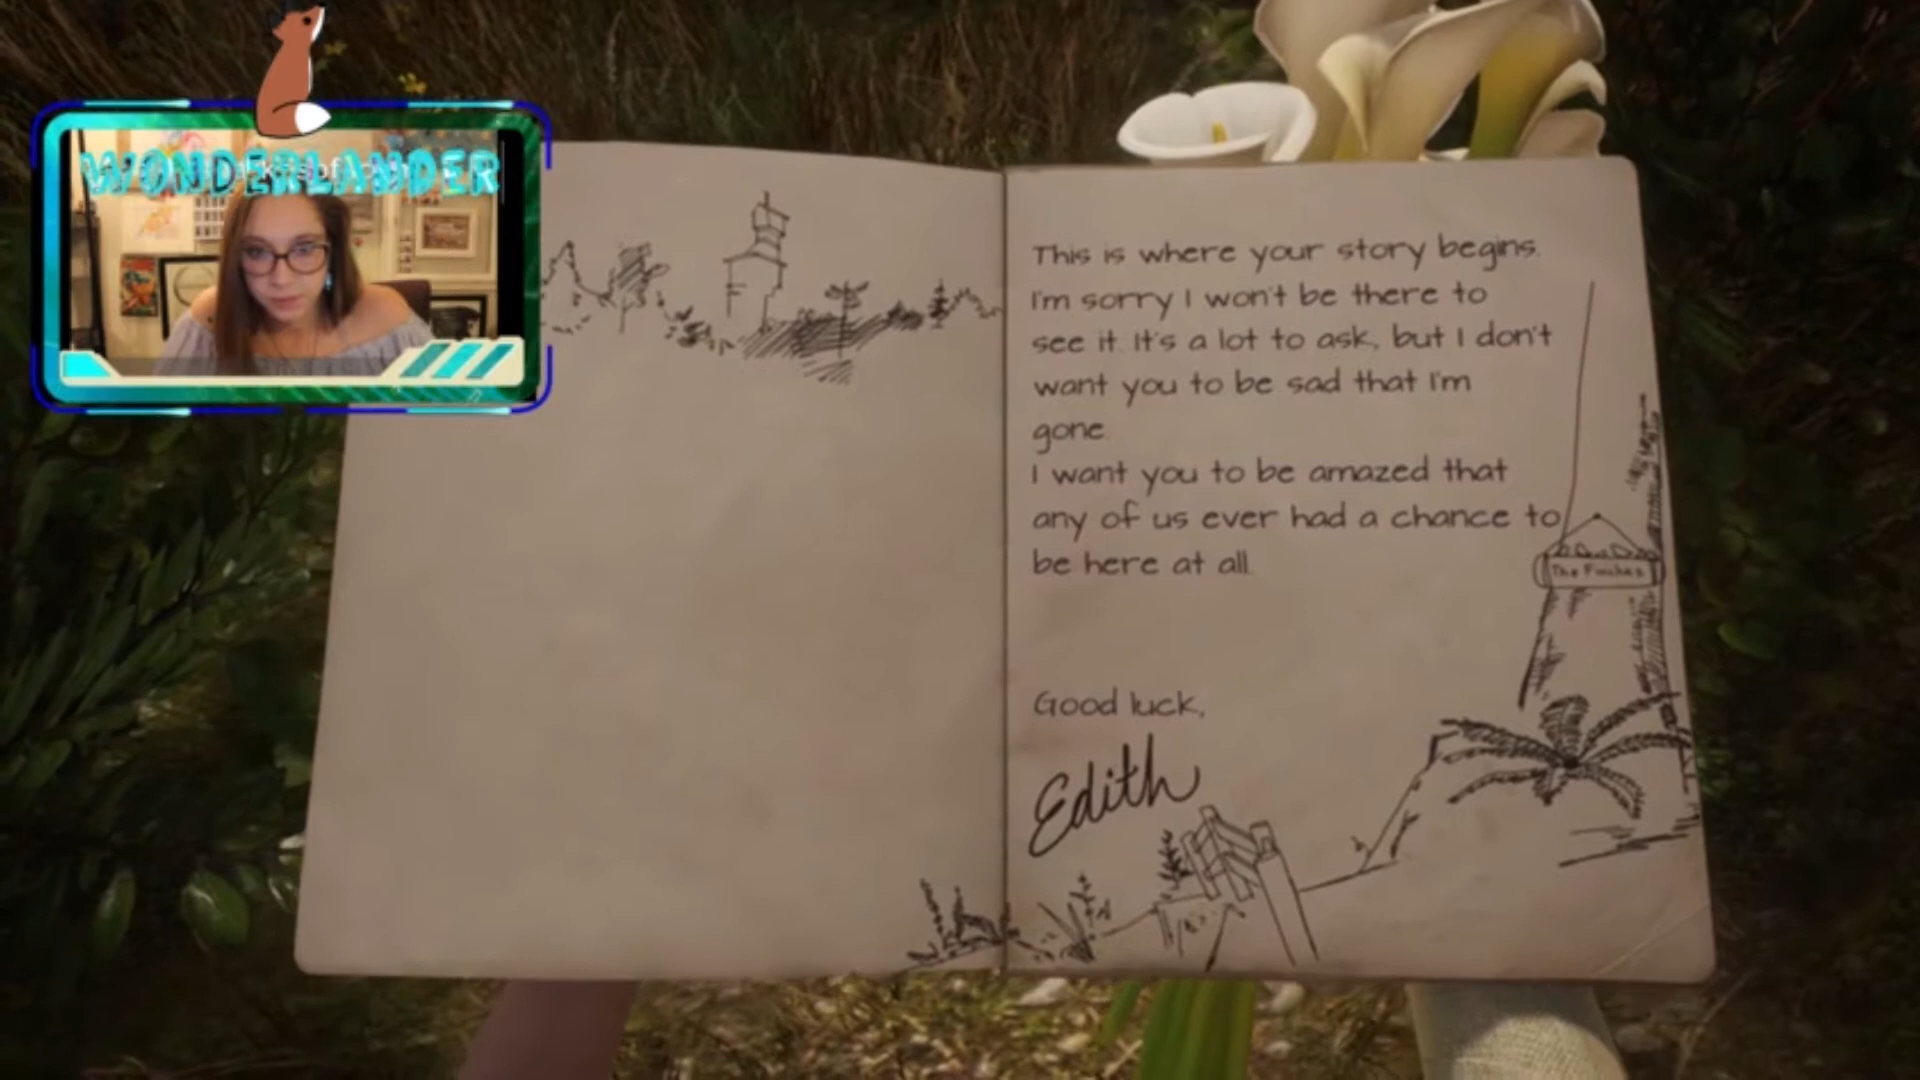 WONDERLANDER
This is where your story begins.
I'm sorry I won't be there to
see it. It's a lot to ask, but I don't
want you to be sad that I'm
gone.
I want you to be amazed that
any of us ever had a chance to
be here at all.
The Finches
Good luck,
Edith